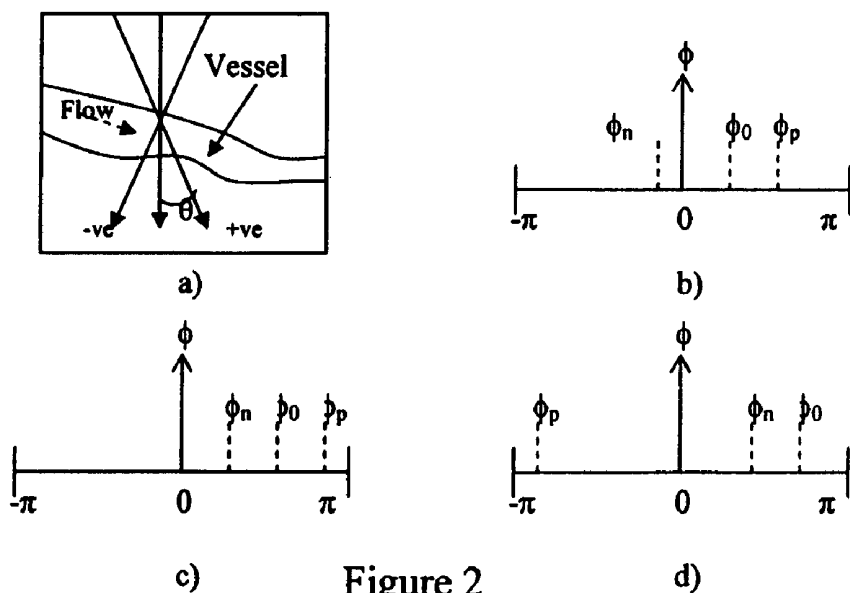 Vessel
Flow
θ
-ve
+ve
a)
ϕ
ϕn ϕ0 ϕp
-π 0 π
b)
ϕ
ϕn ϕ0 ϕp
-π 0 π
c)
ϕ
ϕp ϕn ϕ0
-π 0 π
d)
Figure 2